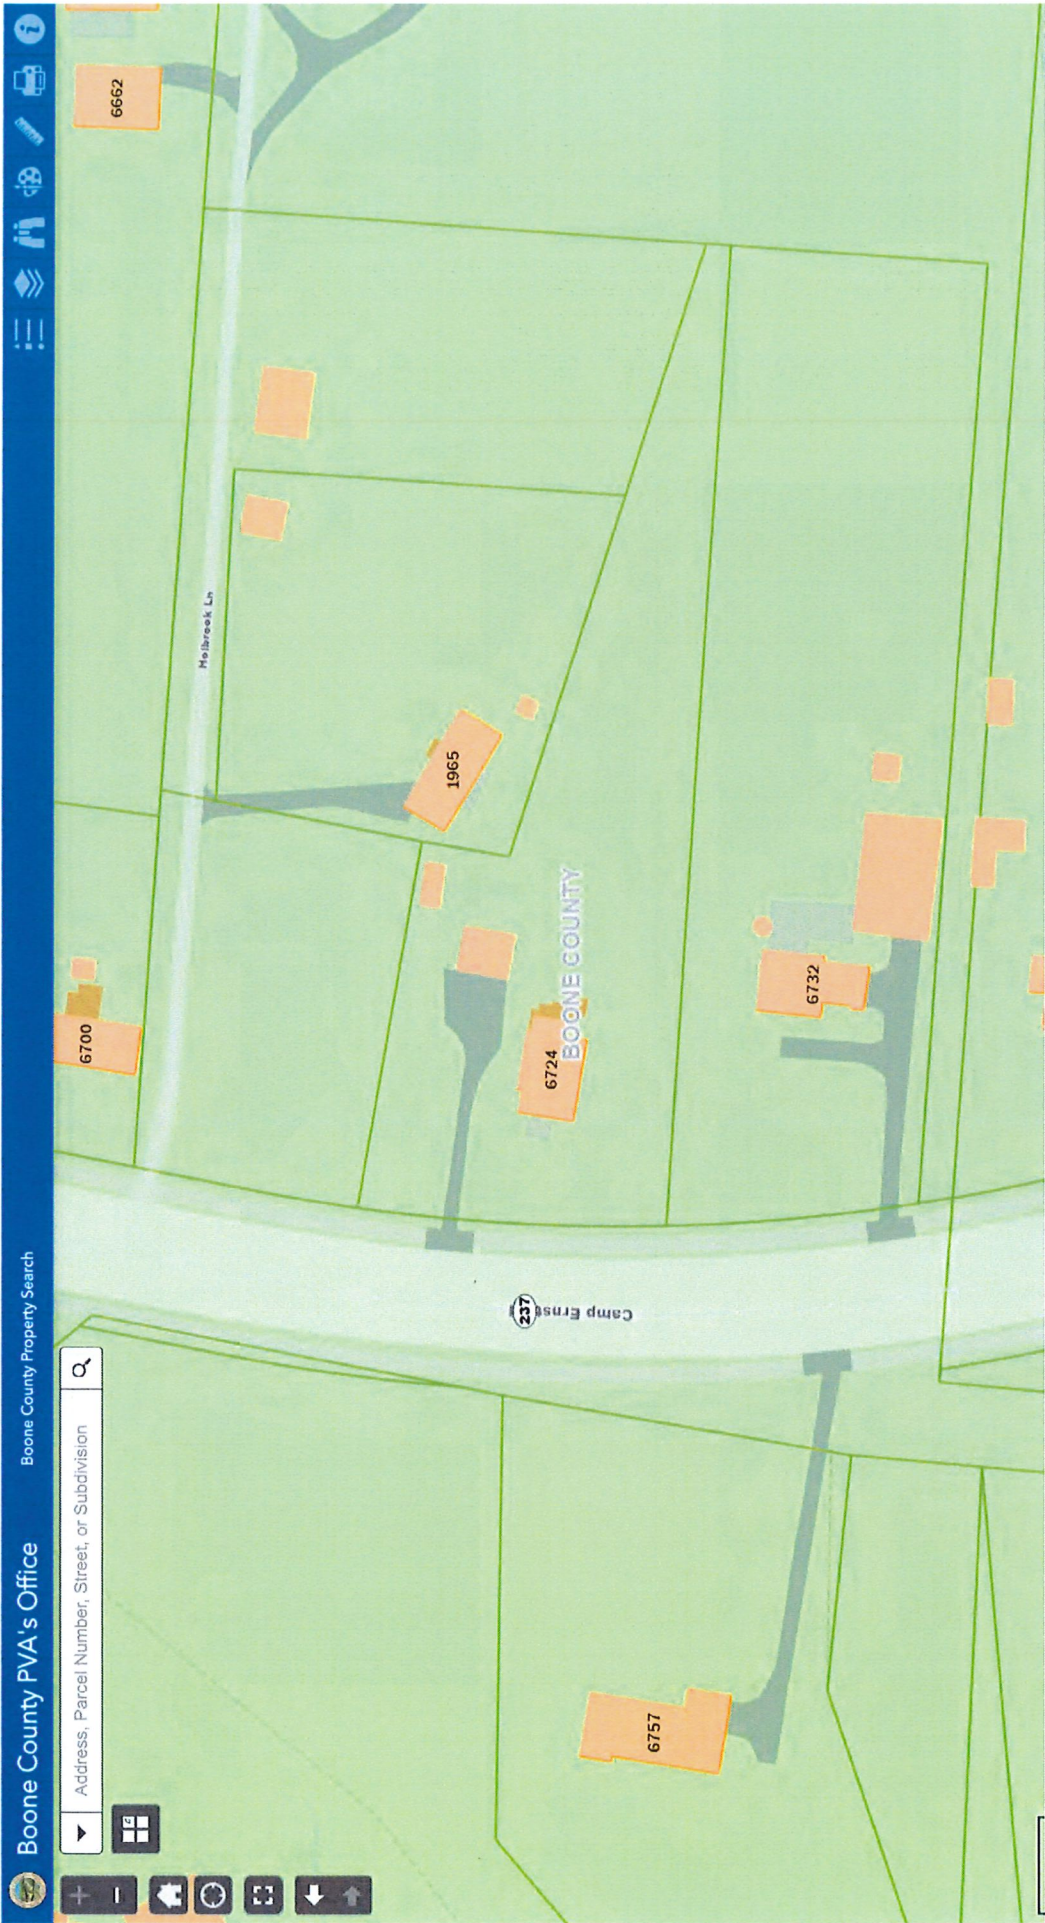 Boone County PVA's Office
Boone County Property Search
Address, Parcel Number, Street, or Subdivision
6662
Holbrook Ln
6700
1965
6724
BOONE COUNTY
6732
237
Camp Ernst
6757